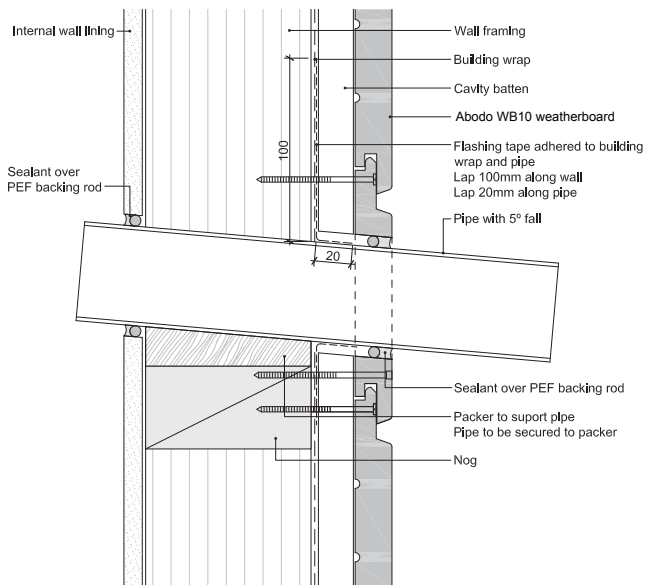 Internal wall lining
Wall framing
Building wrap
Cavity batten
Abodo WB10 weatherboard
100
Flashing tape adhered to building
wrap and pipe
Lap 100mm along wall
Lap 20mm along pipe
Sealant over
PEF backing rod
Pipe with 5º fall
20
Sealant over PEF backing rod
Packer to suport pipe
Pipe to be secured to packer
Nog